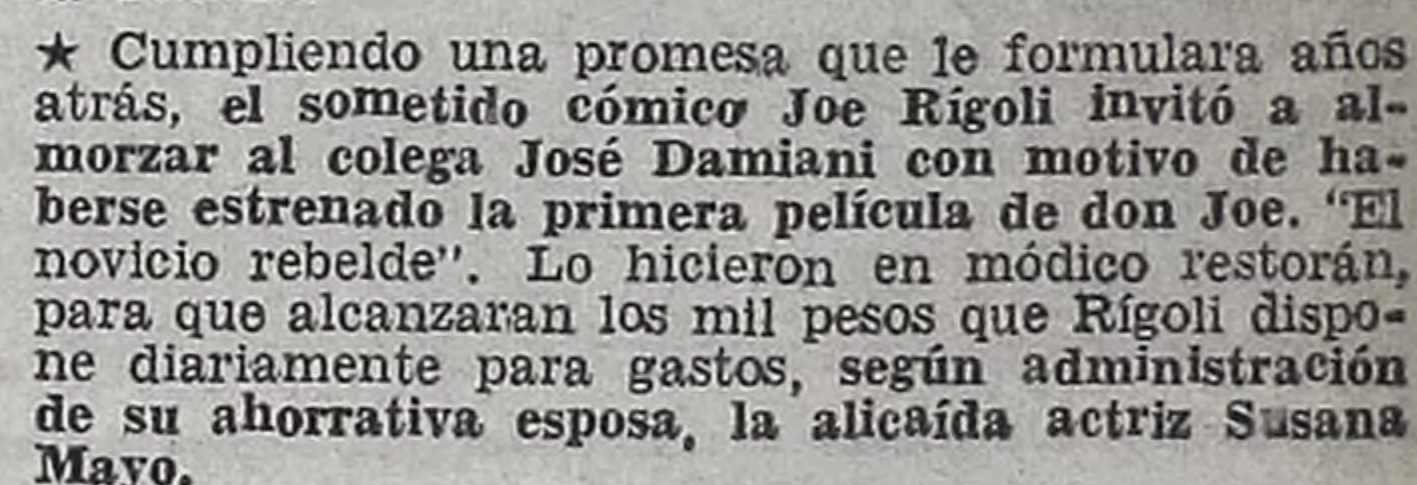 ★ Cumpliendo una promesa que le formulara años
atrás, el sometido cómico Joe Rígoli invitó a al-
morzar al colega José Damiani con motivo de ha-
berse estrenado la primera película de don Joe. "El
novicio rebelde". Lo hicieron en módico restorán,
para que alcanzaran los mil pesos que Rígoli dispo-
ne diariamente para gastos, según administración
de su ahorrativa esposa, la alicaída actriz Susana
Mayo.